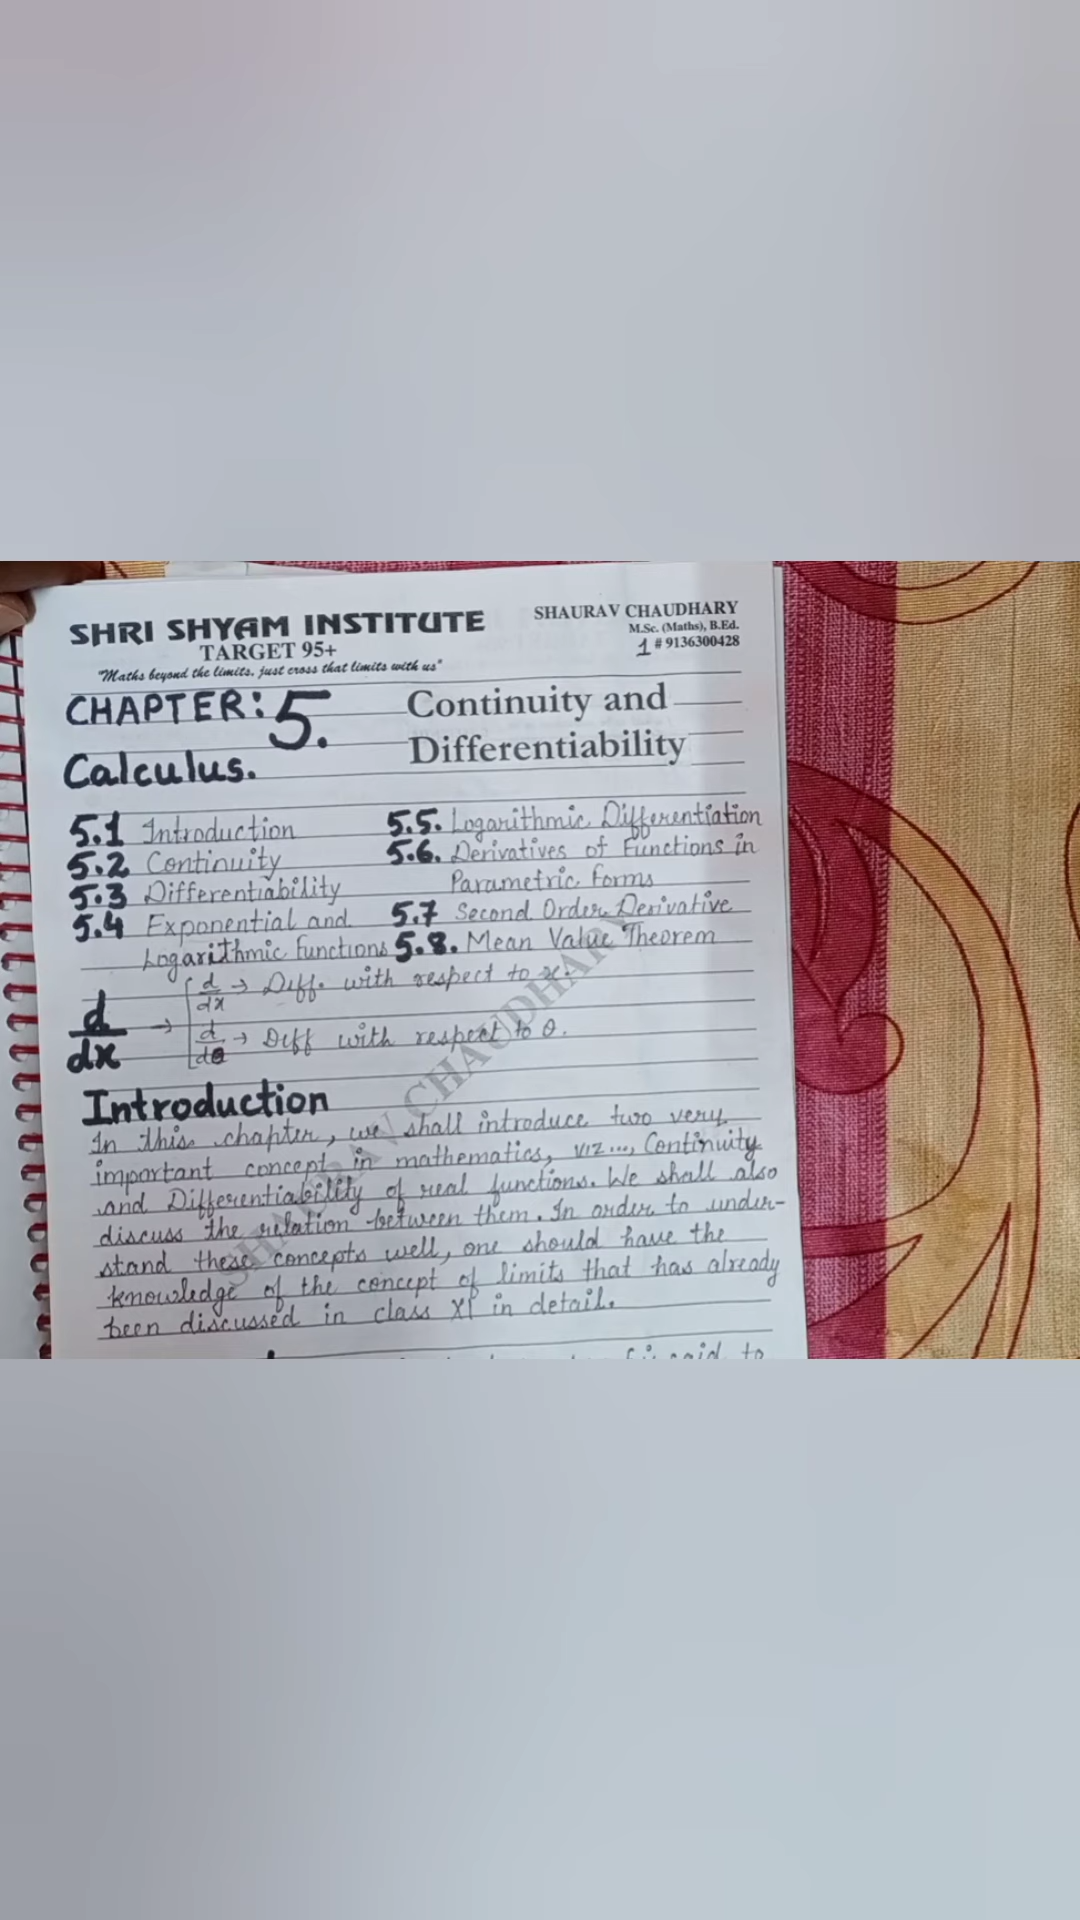 SHRI SHYAM INSTITUTE
TARGET 95+
"Maths beyond the limits, just cross that limits with us"
SHAURAV CHAUDHARY
M.Sc. (Maths), B.Ed.
1 # 9136300428
CHAPTER: 5.
Calculus.
Continuity and
Differentiability
5.1 Introduction
5.2 Continuity
5.3 Differentiability
5.4 Exponential and
Logarithmic Functions
5.5. Logarithmic Differentiation
5.6. Derivatives of Functions in
Parametric Forms
5.7 Second Order Derivative
5.8. Mean Value Theorem
d/dx → d/dx → Diff. with respect to x.
d/dθ → Diff with respect to θ.
Introduction
In this chapter, we shall introduce two very
important concept in mathematics, viz..., Continuity
and Differentiability of real functions. We shall also
discuss the relation between them. In order to under-
stand these concepts well, one should have the
knowledge of the concept of limits that has already
been discussed in class XI in detail.
said to
SHAURAV CHAUDHARY